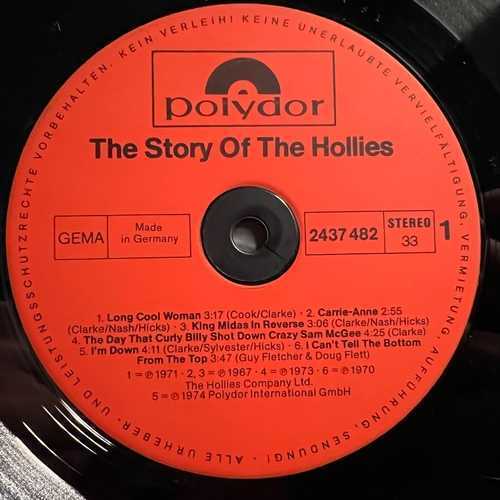 polydor
The Story Of The Hollies
GEMA
Made
in Germany
2437 482
STEREO
33
1
1. Long Cool Woman 3:17 (Cook/Clarke) · 2. Carrie-Anne 2:55
(Clarke/Nash/Hicks) · 3. King Midas In Reverse 3:06 (Clarke/Nash/Hicks)
4. The Day That Curly Billy Shot Down Crazy Sam McGee 4:25 (Clarke)
5. I'm Down 4:11 (Clarke/Sylvester/Hicks) · 6. I Can't Tell The Bottom
From The Top 3:47 (Guy Fletcher & Doug Flett)
1 = ℗ 1971 · 2, 3 = ℗ 1967 · 4 = ℗ 1973 · 6 = ℗ 1970
The Hollies Company Ltd.
5 = ℗ 1974 Polydor International GmbH
ALLE URHEBER- UND LEISTUNGSSCHUTZRECHTE VORBEHALTEN. KEIN VERLEIH! KEINE UNERLAUBTE VERVIELFÄLTIGUNG, VERMIETUNG, AUFFÜHRUNG, SENDUNG! ·